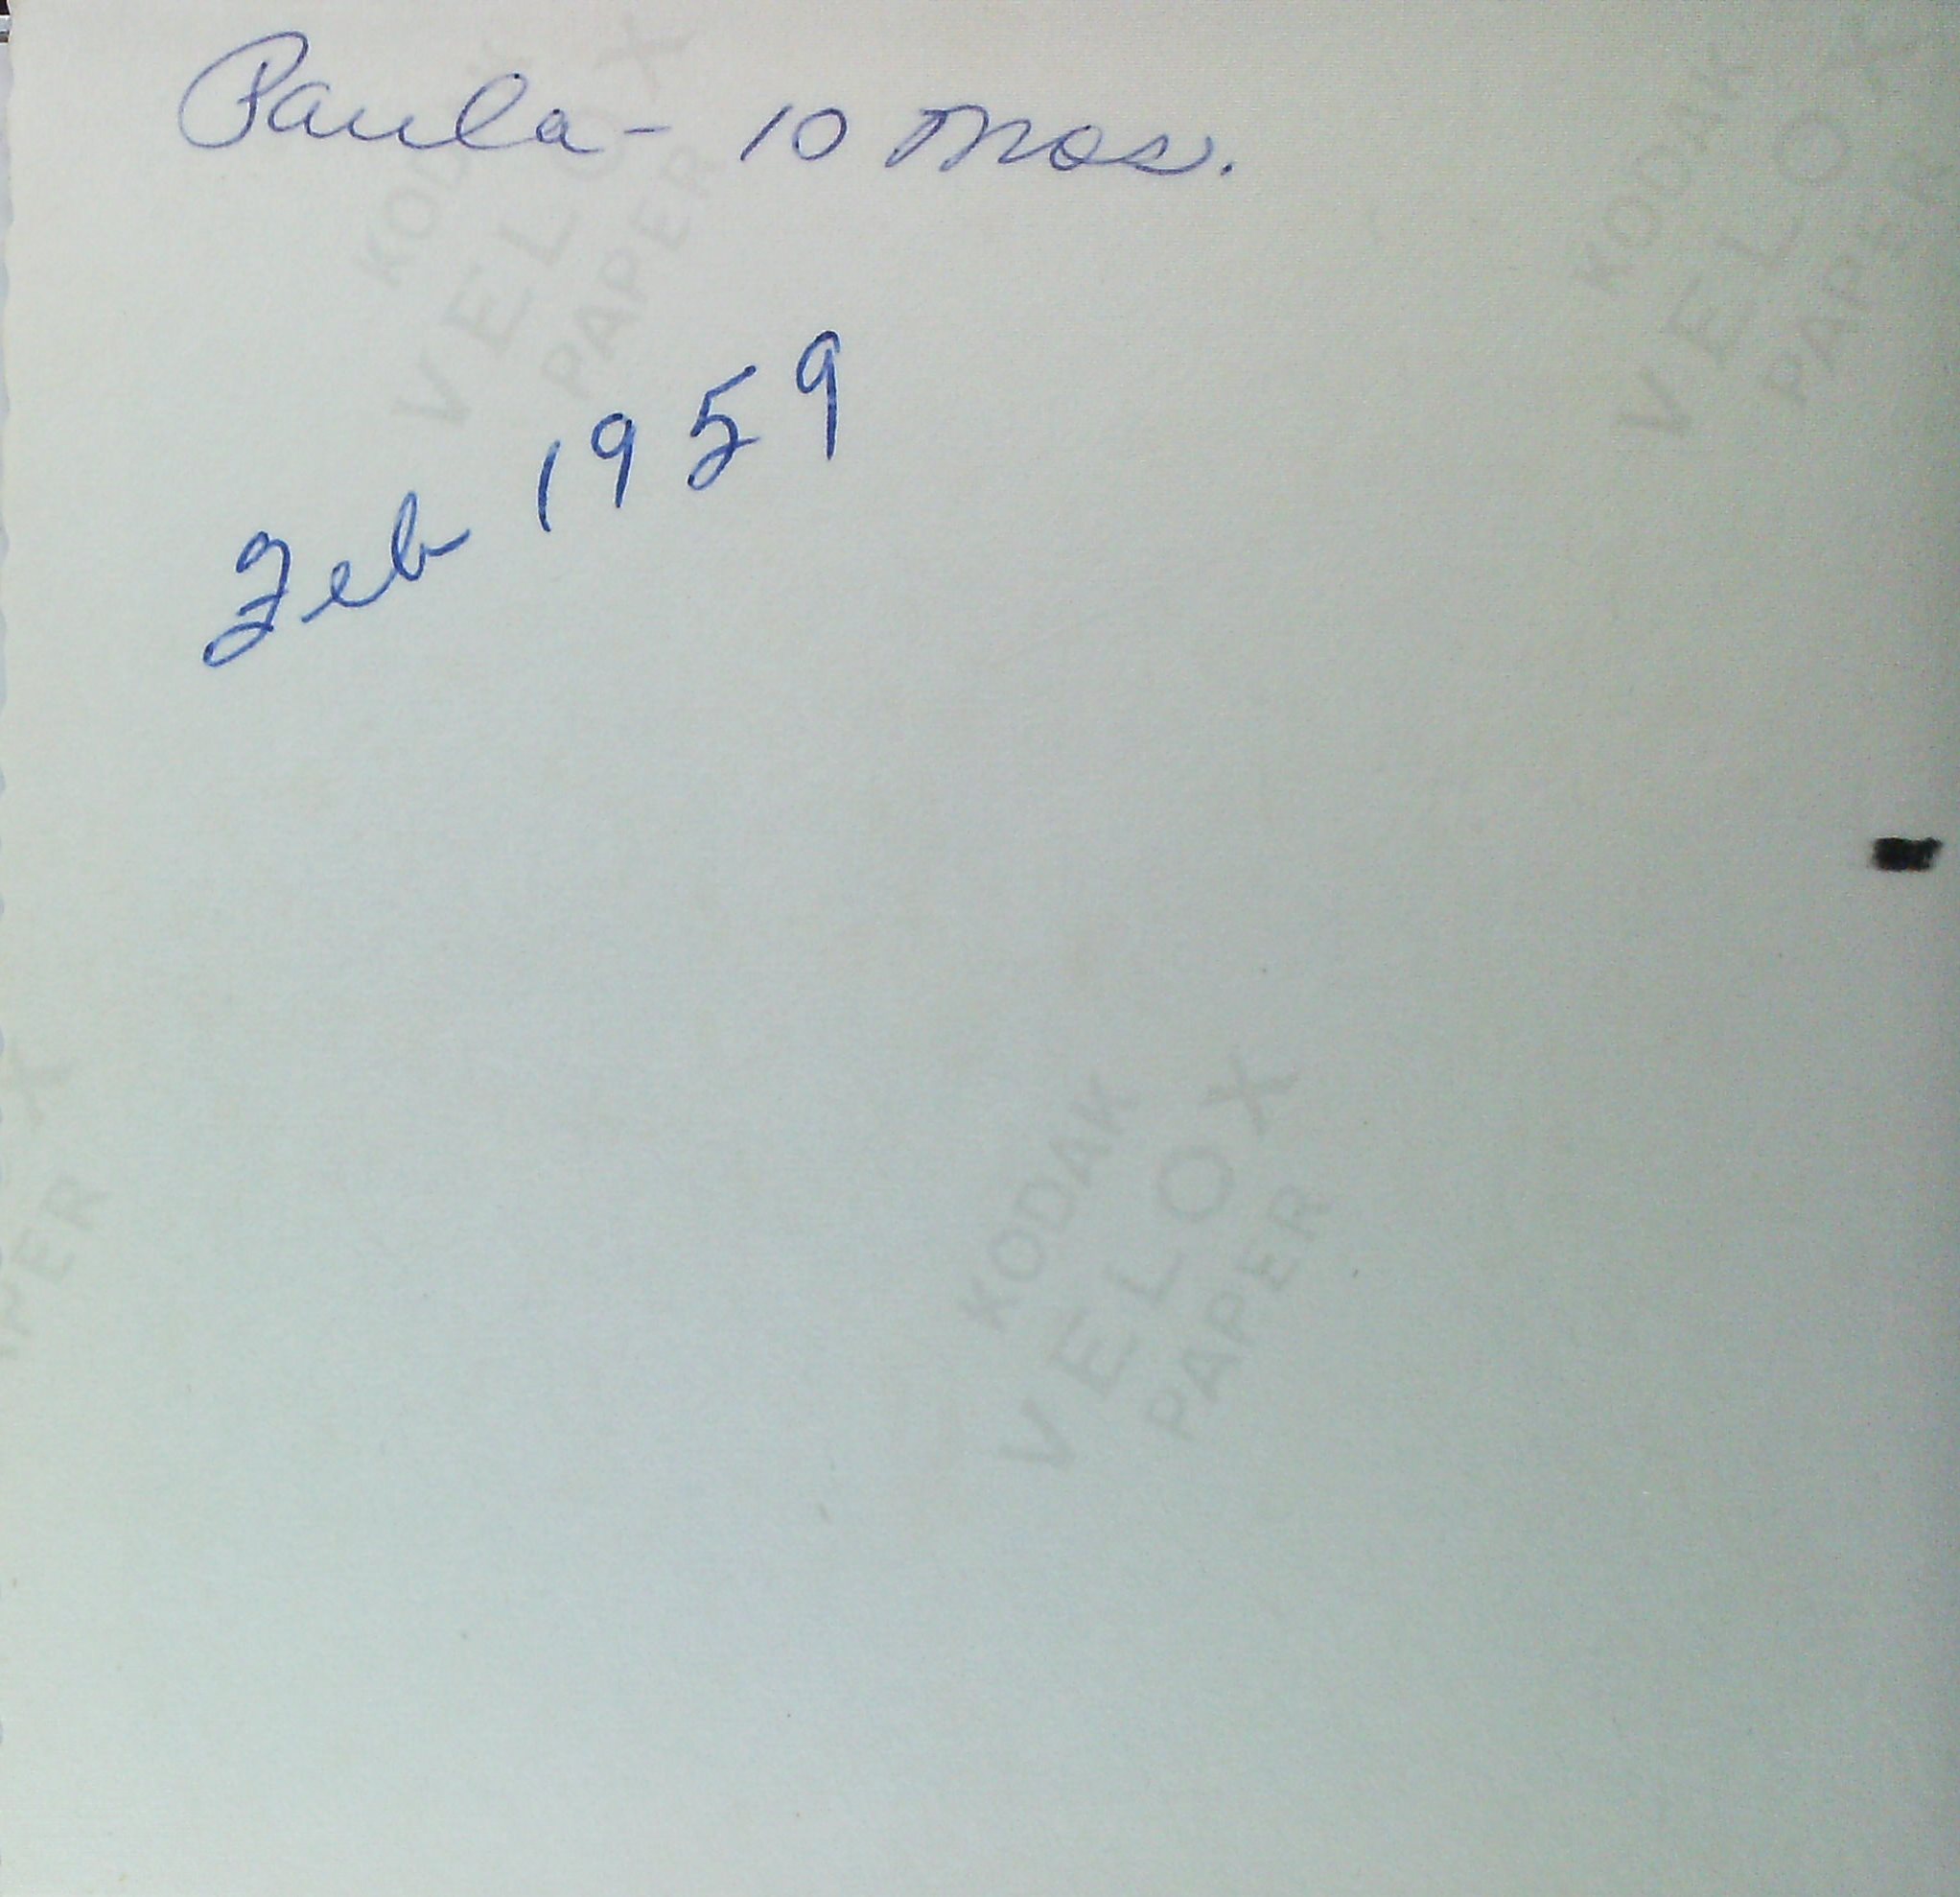 Paula - 10 mos.
KODAK
VELOX
PAPER
KODAK
VELOX
PAPER
Feb 1959
KODAK
VELOX
PAPER